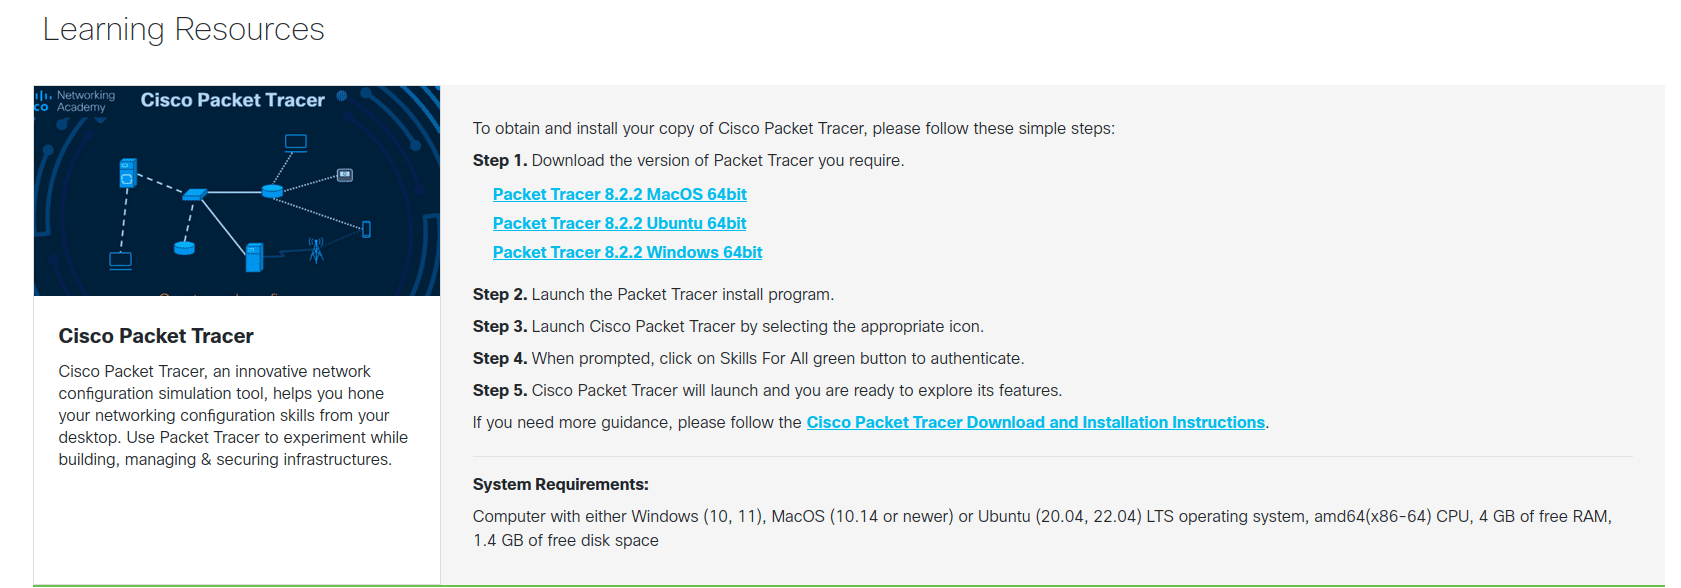 Learning Resources
Networking
Academy
Cisco Packet Tracer
To obtain and install your copy of Cisco Packet Tracer, please follow these simple steps:
Step 1. Download the version of Packet Tracer you require.
Packet Tracer 8.2.2 MacOS 64bit
Packet Tracer 8.2.2 Ubuntu 64bit
Packet Tracer 8.2.2 Windows 64bit
Step 2. Launch the Packet Tracer install program.
Step 3. Launch Cisco Packet Tracer by selecting the appropriate icon.
Step 4. When prompted, click on Skills For All green button to authenticate.
Step 5. Cisco Packet Tracer will launch and you are ready to explore its features.
If you need more guidance, please follow the Cisco Packet Tracer Download and Installation Instructions.
System Requirements:
Computer with either Windows (10, 11), MacOS (10.14 or newer) or Ubuntu (20.04, 22.04) LTS operating system, amd64(x86-64) CPU, 4 GB of free RAM,
1.4 GB of free disk space
Cisco Packet Tracer
Cisco Packet Tracer, an innovative network
configuration simulation tool, helps you hone
your networking configuration skills from your
desktop. Use Packet Tracer to experiment while
building, managing & securing infrastructures.